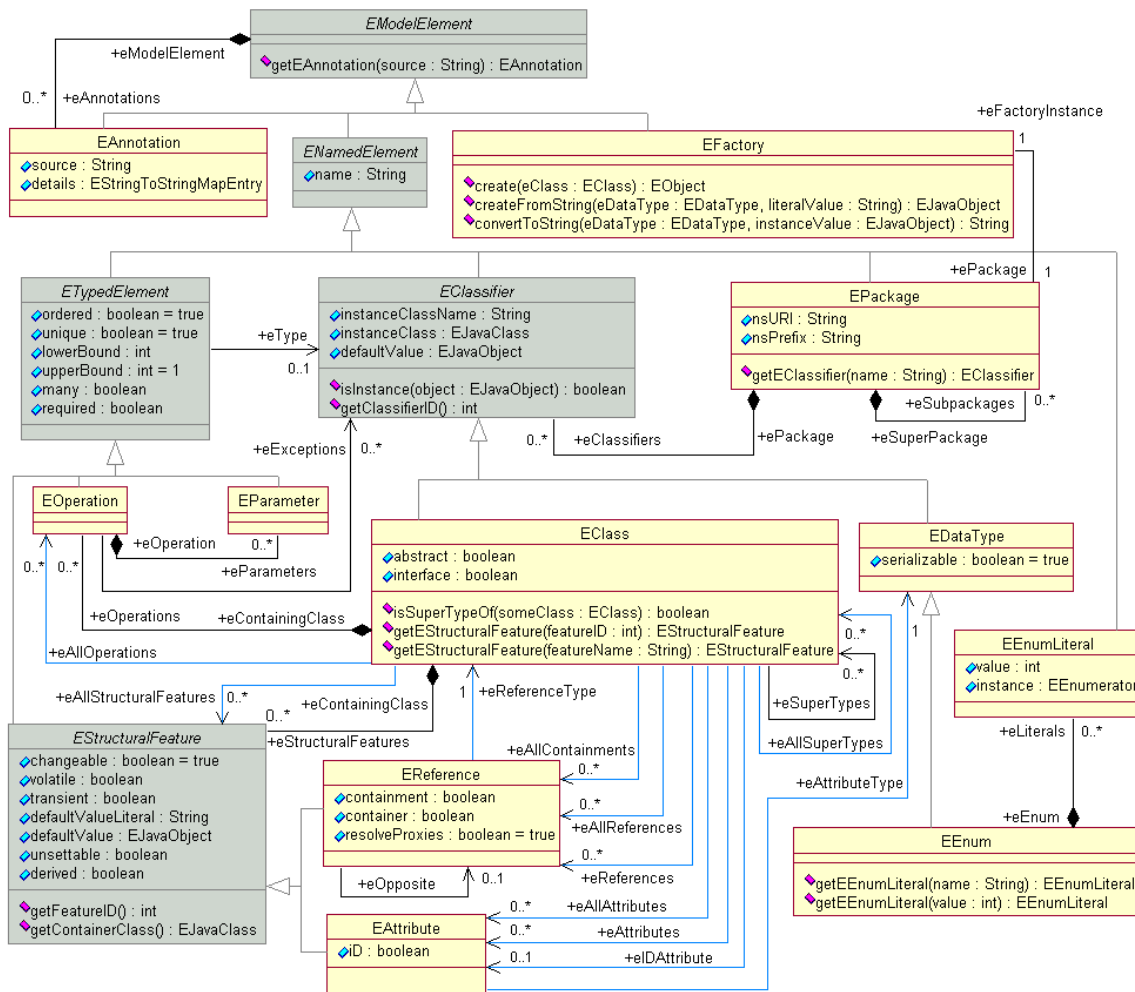 EModelElement
getEAnnotation(source : String) : EAnnotation
+eModelElement
0..*
+eAnnotations
+eFactoryInstance
1
EAnnotation
source : String
details : EStringToStringMapEntry
ENamedElement
name : String
EFactory
create(eClass : EClass) : EObject
createFromString(eDataType : EDataType, literalValue : String) : EJavaObject
convertToString(eDataType : EDataType, instanceValue : EJavaObject) : String
+ePackage
1
ETypedElement
ordered : boolean = true
unique : boolean = true
lowerBound : int
upperBound : int = 1
many : boolean
required : boolean
+eType
0..1
EClassifier
instanceClassName : String
instanceClass : EJavaClass
defaultValue : EJavaObject
isInstance(object : EJavaObject) : boolean
getClassifierID() : int
EPackage
nsURI : String
nsPrefix : String
getEClassifier(name : String) : EClassifier
+eSubpackages
0..*
+eSuperPackage
+ePackage
+eClassifiers
0..*
+eExceptions
0..*
EOperation
EParameter
+eOperation
0..*
+eParameters
0..*
0..*
+eOperations
+eContainingClass
+eAllOperations
EClass
abstract : boolean
interface : boolean
isSuperTypeOf(someClass : EClass) : boolean
getEStructuralFeature(featureID : int) : EStructuralFeature
getEStructuralFeature(featureName : String) : EStructuralFeature
EDataType
serializable : boolean = true
0..*
0..*
1
+eSuperTypes
+eAllSuperTypes
+eAttributeType
EEnumLiteral
value : int
instance : EEnumerator
+eLiterals
0..*
+eEnum
EEnum
getEEnumLiteral(name : String) : EEnumLiteral
getEEnumLiteral(value : int) : EEnumLiteral
+eAllStructuralFeatures
0..*
+eContainingClass
0..*
+eStructuralFeatures
1
+eReferenceType
EStructuralFeature
changeable : boolean = true
volatile : boolean
transient : boolean
defaultValueLiteral : String
defaultValue : EJavaObject
unsettable : boolean
derived : boolean
getFeatureID() : int
getContainerClass() : EJavaClass
EReference
containment : boolean
container : boolean
resolveProxies : boolean = true
+eAllContainments
0..*
0..*
+eAllReferences
0..*
+eReferences
+eOpposite
0..1
EAttribute
iD : boolean
+eAllAttributes
0..*
0..*
+eAttributes
0..1
+eIDAttribute